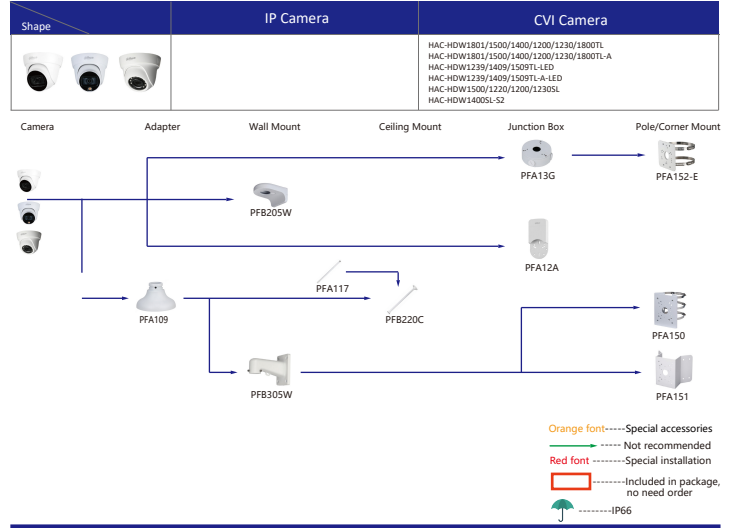 Shape
IP Camera
CVI Camera
HAC-HDW1801/1500/1400/1200/1230/1800TL
HAC-HDW1801/1500/1400/1200/1230/1800TL-A
HAC-HDW1239/1409/1509TL-LED
HAC-HDW1239/1409/1509TL-A-LED
HAC-HDW1500/1220/1200/1230SL
HAC-HDW1400SL-S2
Camera
Adapter
Wall Mount
Ceiling Mount
Junction Box
Pole/Corner Mount
PFA13G
PFA152-E
PFB205W
PFA12A
PFA117
PFA109
PFB220C
PFA150
PFB305W
PFA151
Orange font-----Special accessories
----- Not recommended
Red font ------Special installation
-------Included in package,
no need order
--------IP66